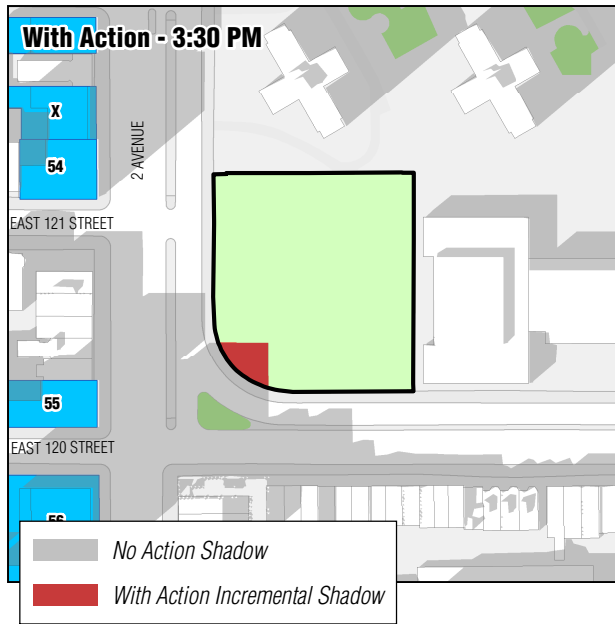 With Action - 3:30 PM
X
2 AVENUE
54
EAST 121 STREET
55
EAST 120 STREET
56
No Action Shadow
With Action Incremental Shadow